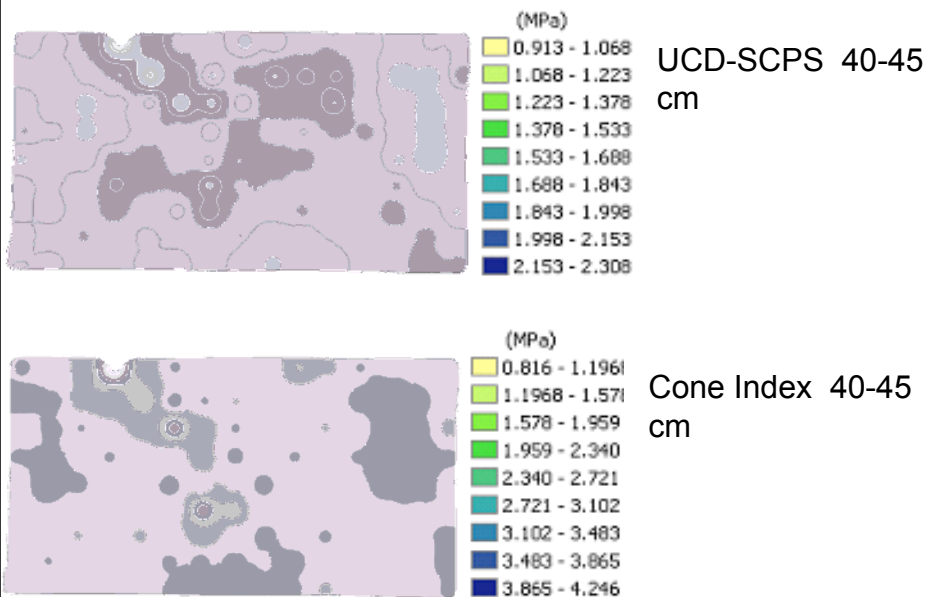 (MPa)
0.913 - 1.068
1.068 - 1.223
1.223 - 1.378
1.378 - 1.533
1.533 - 1.688
1.688 - 1.843
1.843 - 1.998
1.998 - 2.153
2.153 - 2.308
UCD-SCPS 40-45
cm
(MPa)
0.816 - 1.196
1.1968 - 1.57
1.578 - 1.959
1.959 - 2.340
2.340 - 2.721
2.721 - 3.102
3.102 - 3.483
3.483 - 3.865
3.865 - 4.246
Cone Index 40-45
cm